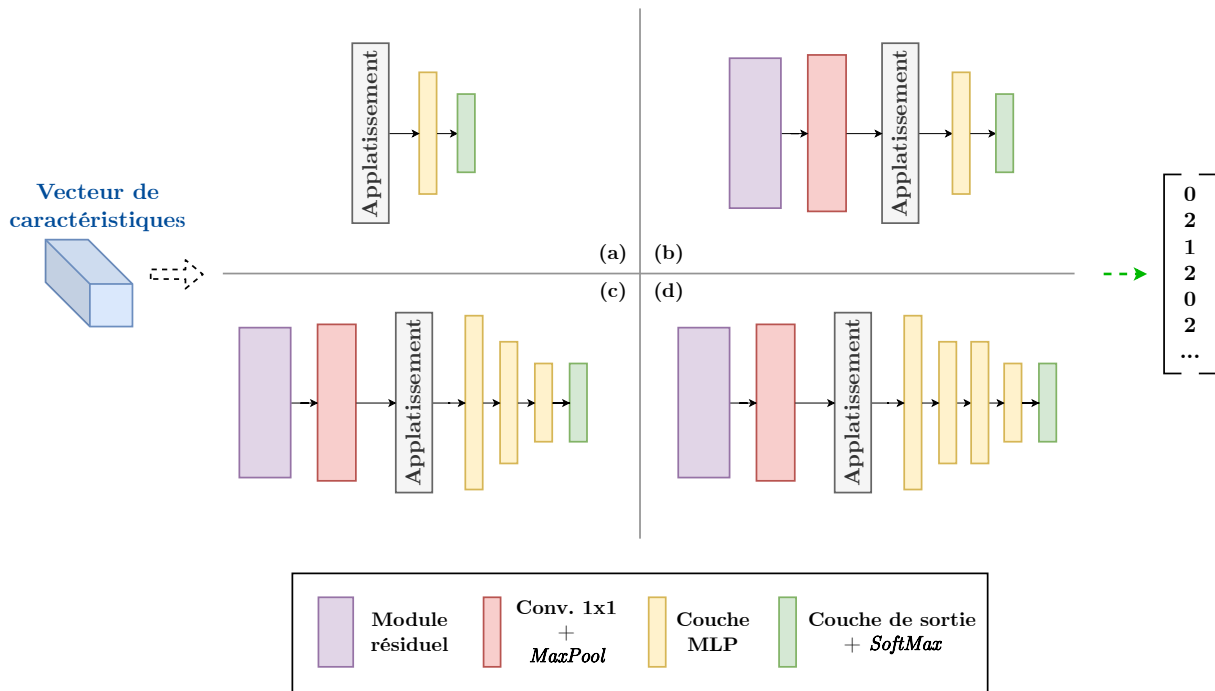 Applatissement
Applatissement
Vecteur de
caractéristiques
(a)
(b)
(c)
(d)
0
2
1
2
0
2
...
Applatissement
Applatissement
Module
résiduel
Conv. 1x1
+
MaxPool
Couche
MLP
Couche de sortie
+ SoftMax